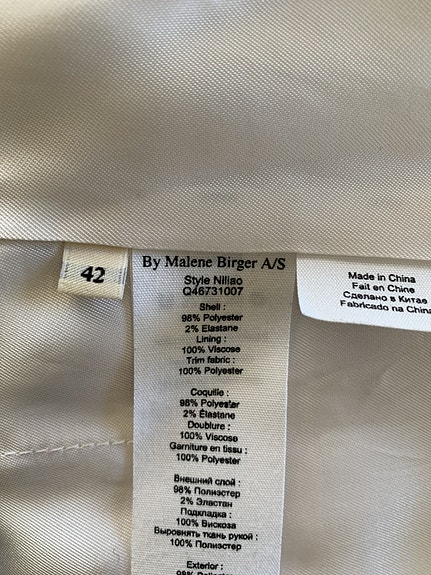 42
By Malene Birger A/S
Style Niliao
Q46731007
Shell :
98% Polyester
2% Elastane
Lining :
100% Viscose
Trim fabric :
100% Polyester
Coquille :
98% Polyester
2% Élastane
Doublure :
100% Viscose
Garniture en tissu :
100% Polyester
Внешний слой :
98% Полиэстер
2% Эластан
Подкладка :
100% Вискоза
Выровнять ткань рукой :
100% Полиэстер
Exterior :
98%
Made in China
Fait en Chine
Сделано в Китае
Fabricado na China